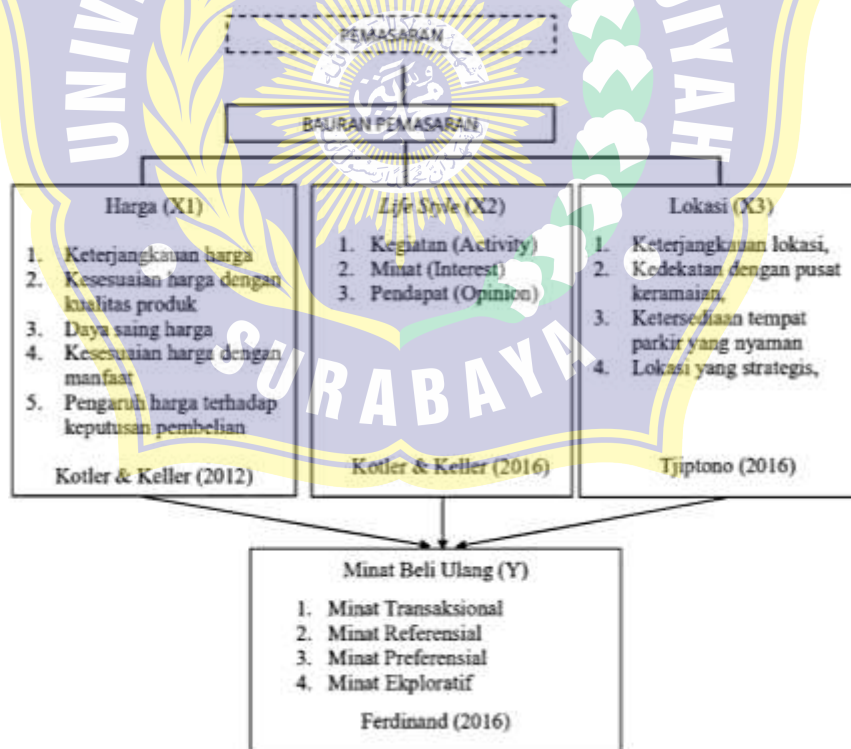 PEMASARAN
BAURAN PEMASARAN
Harga (X1)
1. Keterjangkauan harga
2. Kesesuaian harga dengan
kualitas produk
3. Daya saing harga
4. Kesesuaian harga dengan
manfaat
5. Pengaruh harga terhadap
keputusan pembelian
Kotler & Keller (2012)
Life Style (X2)
1. Kegiatan (Activity)
2. Minat (Interest)
3. Pendapat (Opinion)
Kotler & Keller (2016)
Lokasi (X3)
1. Keterjangkauan lokasi,
2. Kedekatan dengan pusat
keramaian,
3. Ketersediaan tempat
parkir yang nyaman
4. Lokasi yang strategis,
Tjiptono (2016)
Minat Beli Ulang (Y)
1. Minat Transaksional
2. Minat Referensial
3. Minat Preferensial
4. Minat Ekploratif
Ferdinand (2016)
UNIV
DIYAH
SURABAYA